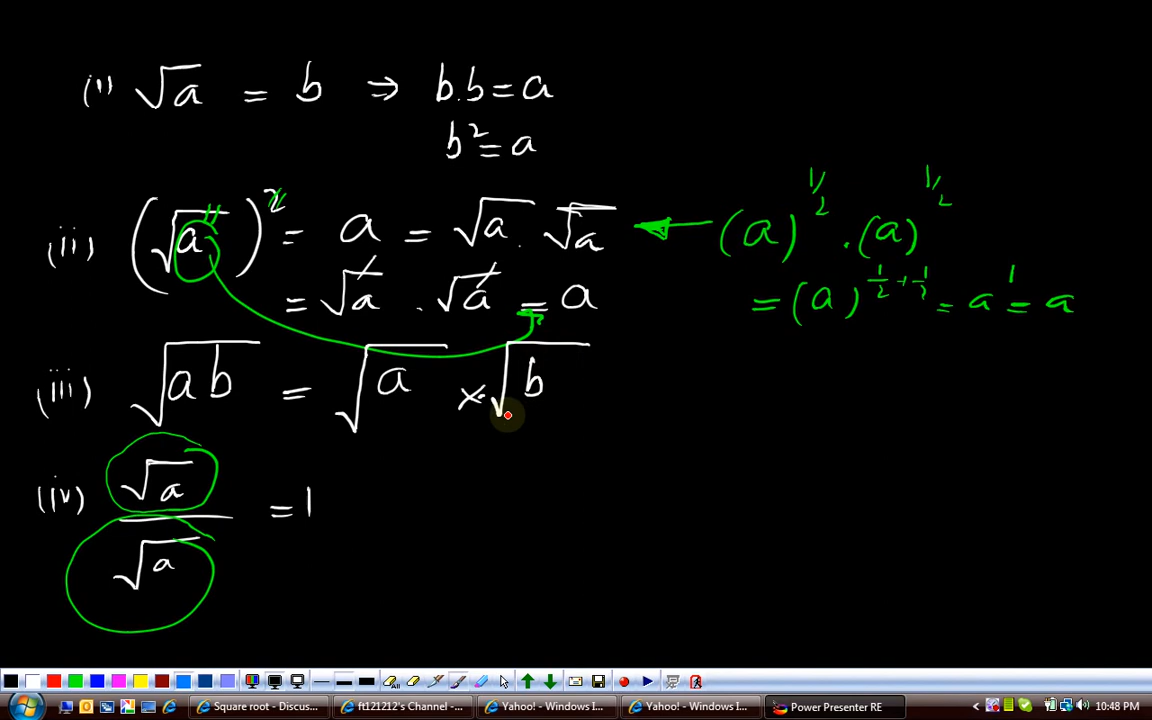 (i) √a = b ⇒ b.b = a
b² = a
(ii) (√a)² = a = √a . √a ← (a)^1/2 . (a)^1/2
= √a . √a = a
= (a)^1/2+1/2 = a^1 = a
(iii) √ab = √a × √b
(iv) √a/√a = 1
Square root - Discus...
ft121212's Channel -...
Yahoo! - Windows I...
Yahoo! - Windows I...
Power Presenter RE
10:48 PM